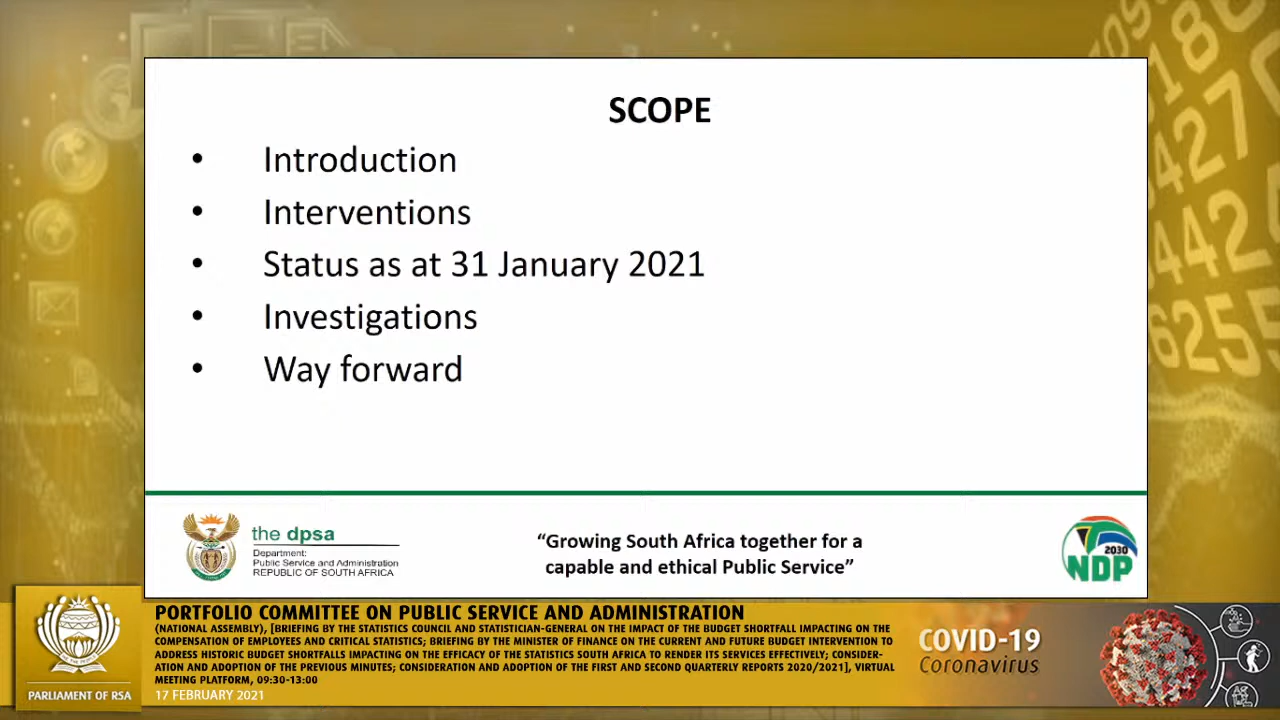 SCOPE
• Introduction
• Interventions
• Status as at 31 January 2021
• Investigations
• Way forward
the dpsa
Department:
Public Service and Administration
REPUBLIC OF SOUTH AFRICA
“Growing South Africa together for a
capable and ethical Public Service”
2030
NDP
PARLIAMENT OF RSA
PORTFOLIO COMMITTEE ON PUBLIC SERVICE AND ADMINISTRATION
(NATIONAL ASSEMBLY), [BRIEFING BY THE STATISTICS COUNCIL AND STATISTICIAN-GENERAL ON THE IMPACT OF THE BUDGET SHORTFALL IMPACTING ON THE
COMPENSATION OF EMPLOYEES AND CRITICAL STATISTICS; BRIEFING BY THE MINISTER OF FINANCE ON THE CURRENT AND FUTURE BUDGET INTERVENTION TO
ADDRESS HISTORIC BUDGET SHORTFALLS IMPACTING ON THE EFFICACY OF THE STATISTICS SOUTH AFRICA TO RENDER ITS SERVICES EFFECTIVELY; CONSIDER-
ATION AND ADOPTION OF THE PREVIOUS MINUTES; CONSIDERATION AND ADOPTION OF THE FIRST AND SECOND QUARTERLY REPORTS 2020/2021], VIRTUAL
MEETING PLATFORM, 09:30-13:00
17 FEBRUARY 2021
COVID-19
Coronavirus